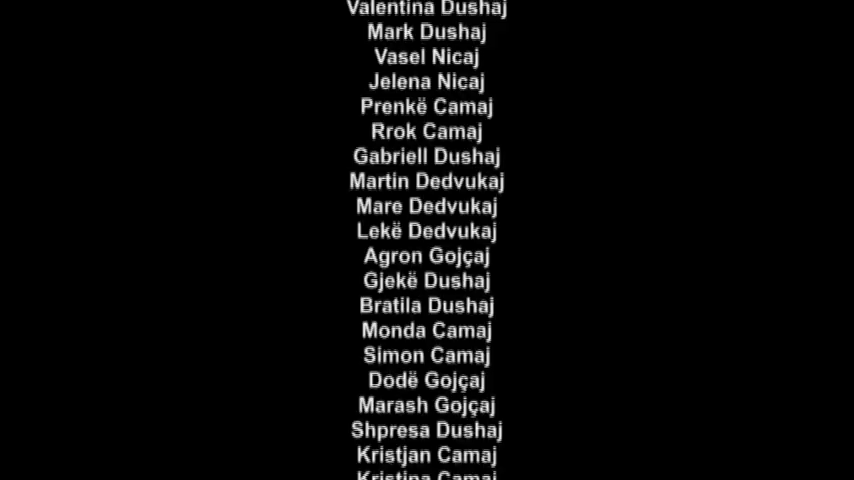 Valentina Dushaj
Mark Dushaj
Vasel Nicaj
Jelena Nicaj
Prenkë Camaj
Rrok Camaj
Gabriell Dushaj
Martin Dedvukaj
Mare Dedvukaj
Lekë Dedvukaj
Agron Gojçaj
Gjekë Dushaj
Bratila Dushaj
Monda Camaj
Simon Camaj
Dodë Gojçaj
Marash Gojçaj
Shpresa Dushaj
Kristjan Camaj
Kristina Camaj